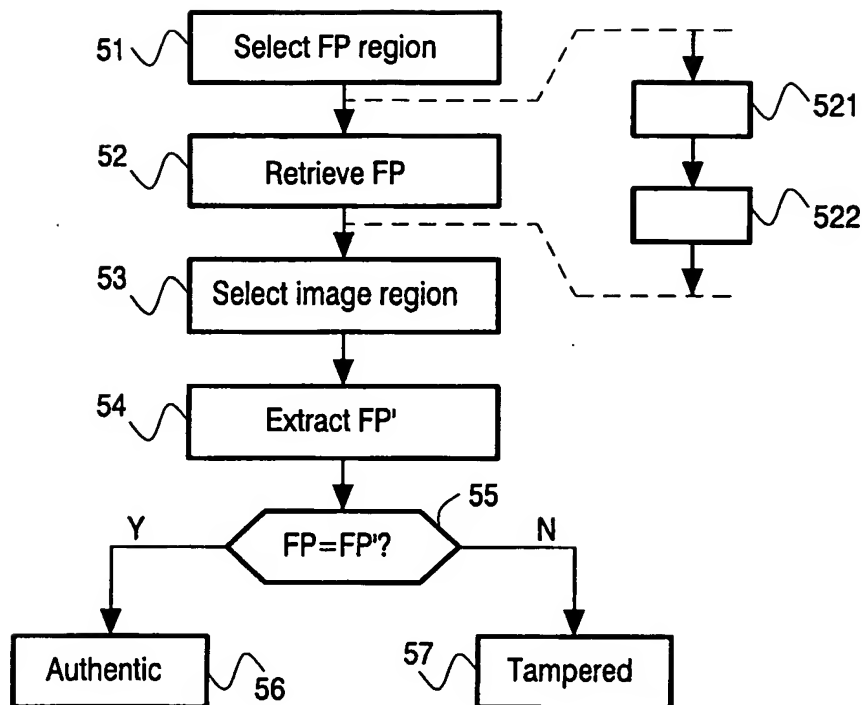 51
Select FP region
521
52
Retrieve FP
522
53
Select image region
54
Extract FP'
55
Y
FP=FP'?
N
Authentic
56
57
Tampered